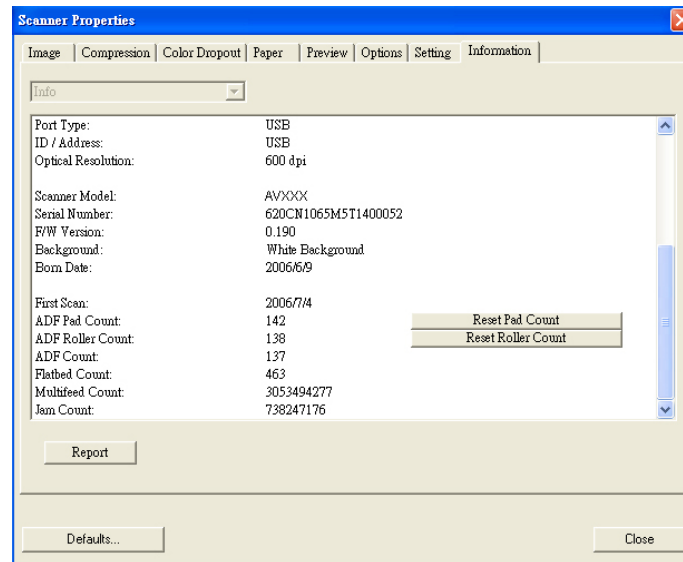 Scanner Properties
Image Compression Color Dropout Paper Preview Options Setting Information
Info
Port Type: USB
ID / Address: USB
Optical Resolution: 600 dpi
Scanner Model: AVXXX
Serial Number: 620CN1065M5T1400052
F/W Version: 0.190
Background: White Background
Born Date: 2006/6/9
First Scan: 2006/7/4
ADF Pad Count: 142 Reset Pad Count
ADF Roller Count: 138 Reset Roller Count
ADF Count: 137
Flatbed Count: 463
Multifeed Count: 3053494277
Jam Count: 738247176
Report
Defaults... Close